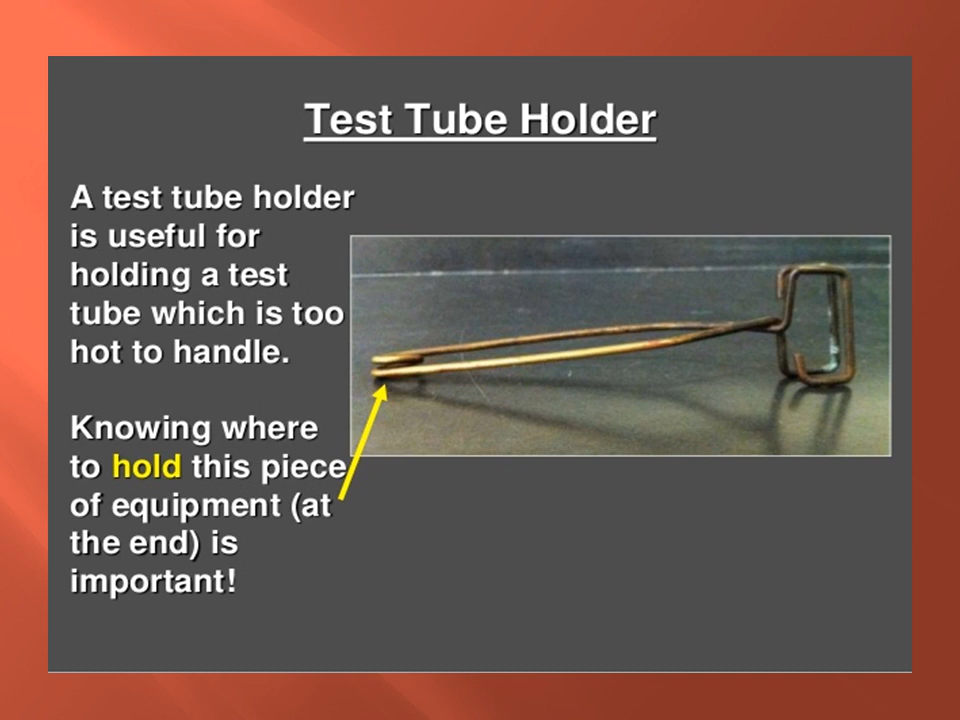 Test Tube Holder
A test tube holder
is useful for
holding a test
tube which is too
hot to handle.
Knowing where
to hold this piece
of equipment (at
the end) is
important!